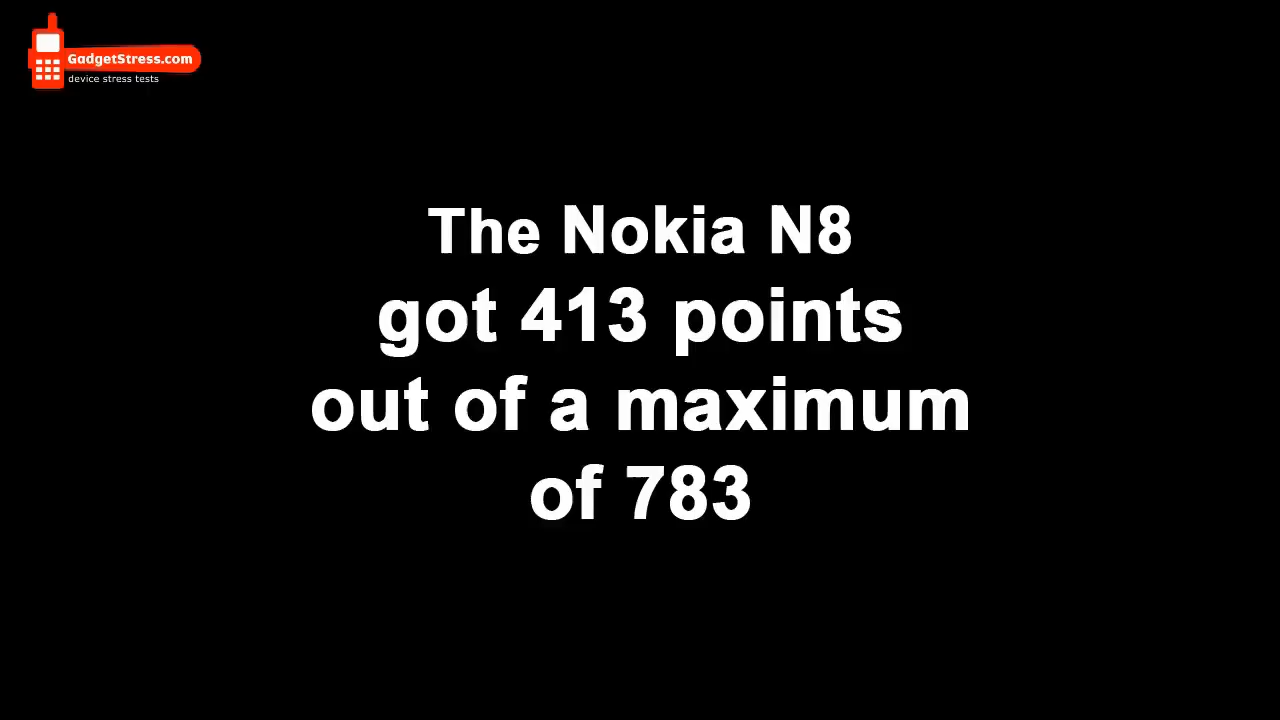 GadgetStress.com
device stress tests
The Nokia N8
got 413 points
out of a maximum
of 783